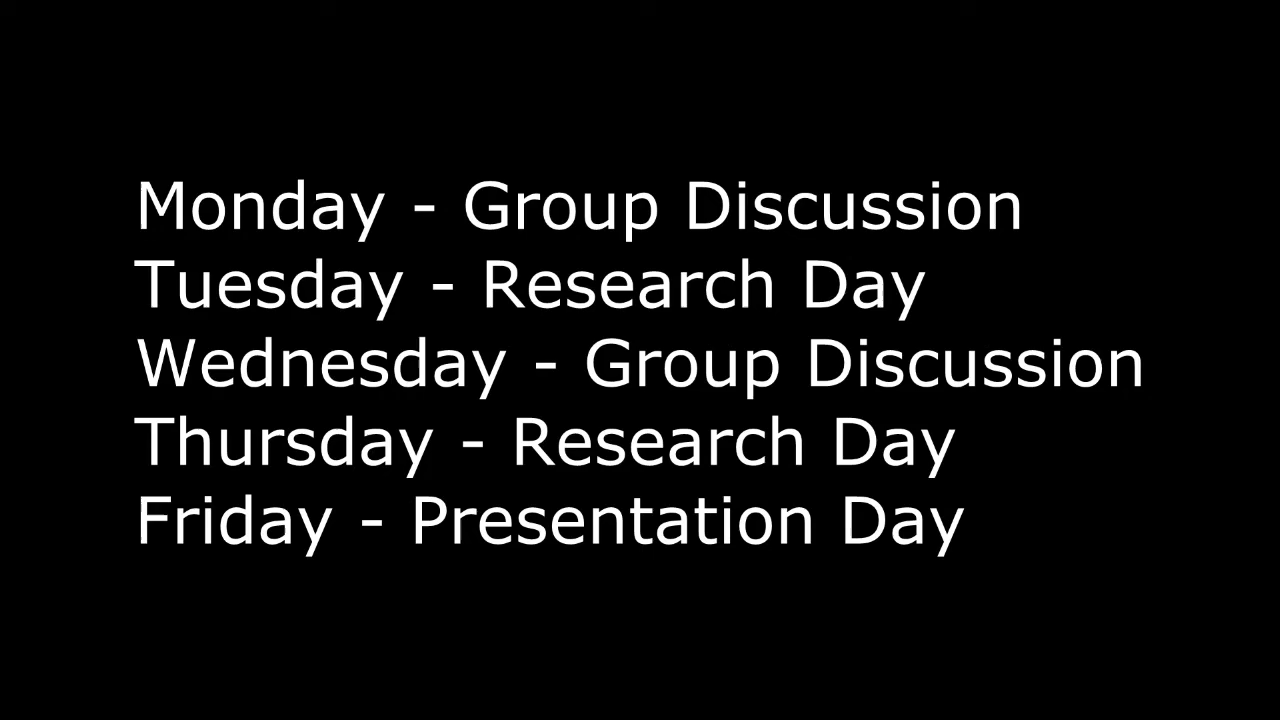 Monday - Group Discussion
Tuesday - Research Day
Wednesday - Group Discussion
Thursday - Research Day
Friday - Presentation Day